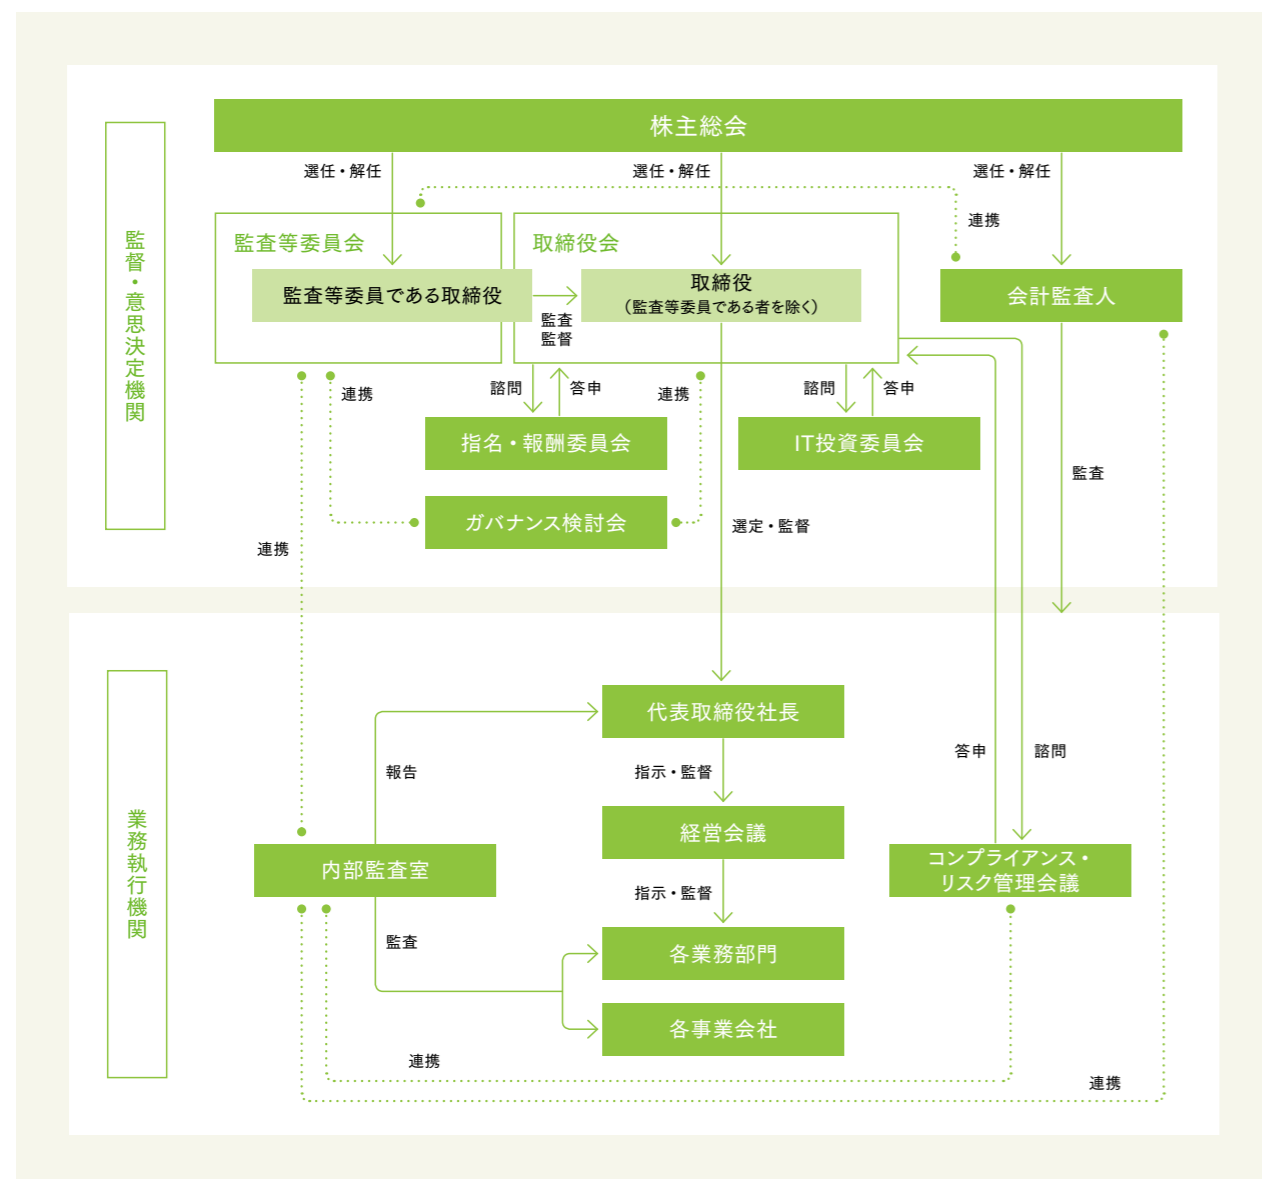 株主総会
選任・解任
選任・解任
選任・解任
連携
監督・意思決定機関
監査等委員会
取締役会
監査等委員である取締役
取締役
（監査等委員である者を除く）
会計監査人
監査
監督
連携
諮問
答申
連携
諮問
答申
指名・報酬委員会
IT投資委員会
監査
ガバナンス検討会
選定・監督
連携
業務執行機関
代表取締役社長
報告
指示・監督
答申
諮問
経営会議
内部監査室
コンプライアンス・
リスク管理会議
指示・監督
監査
各業務部門
各事業会社
連携
連携